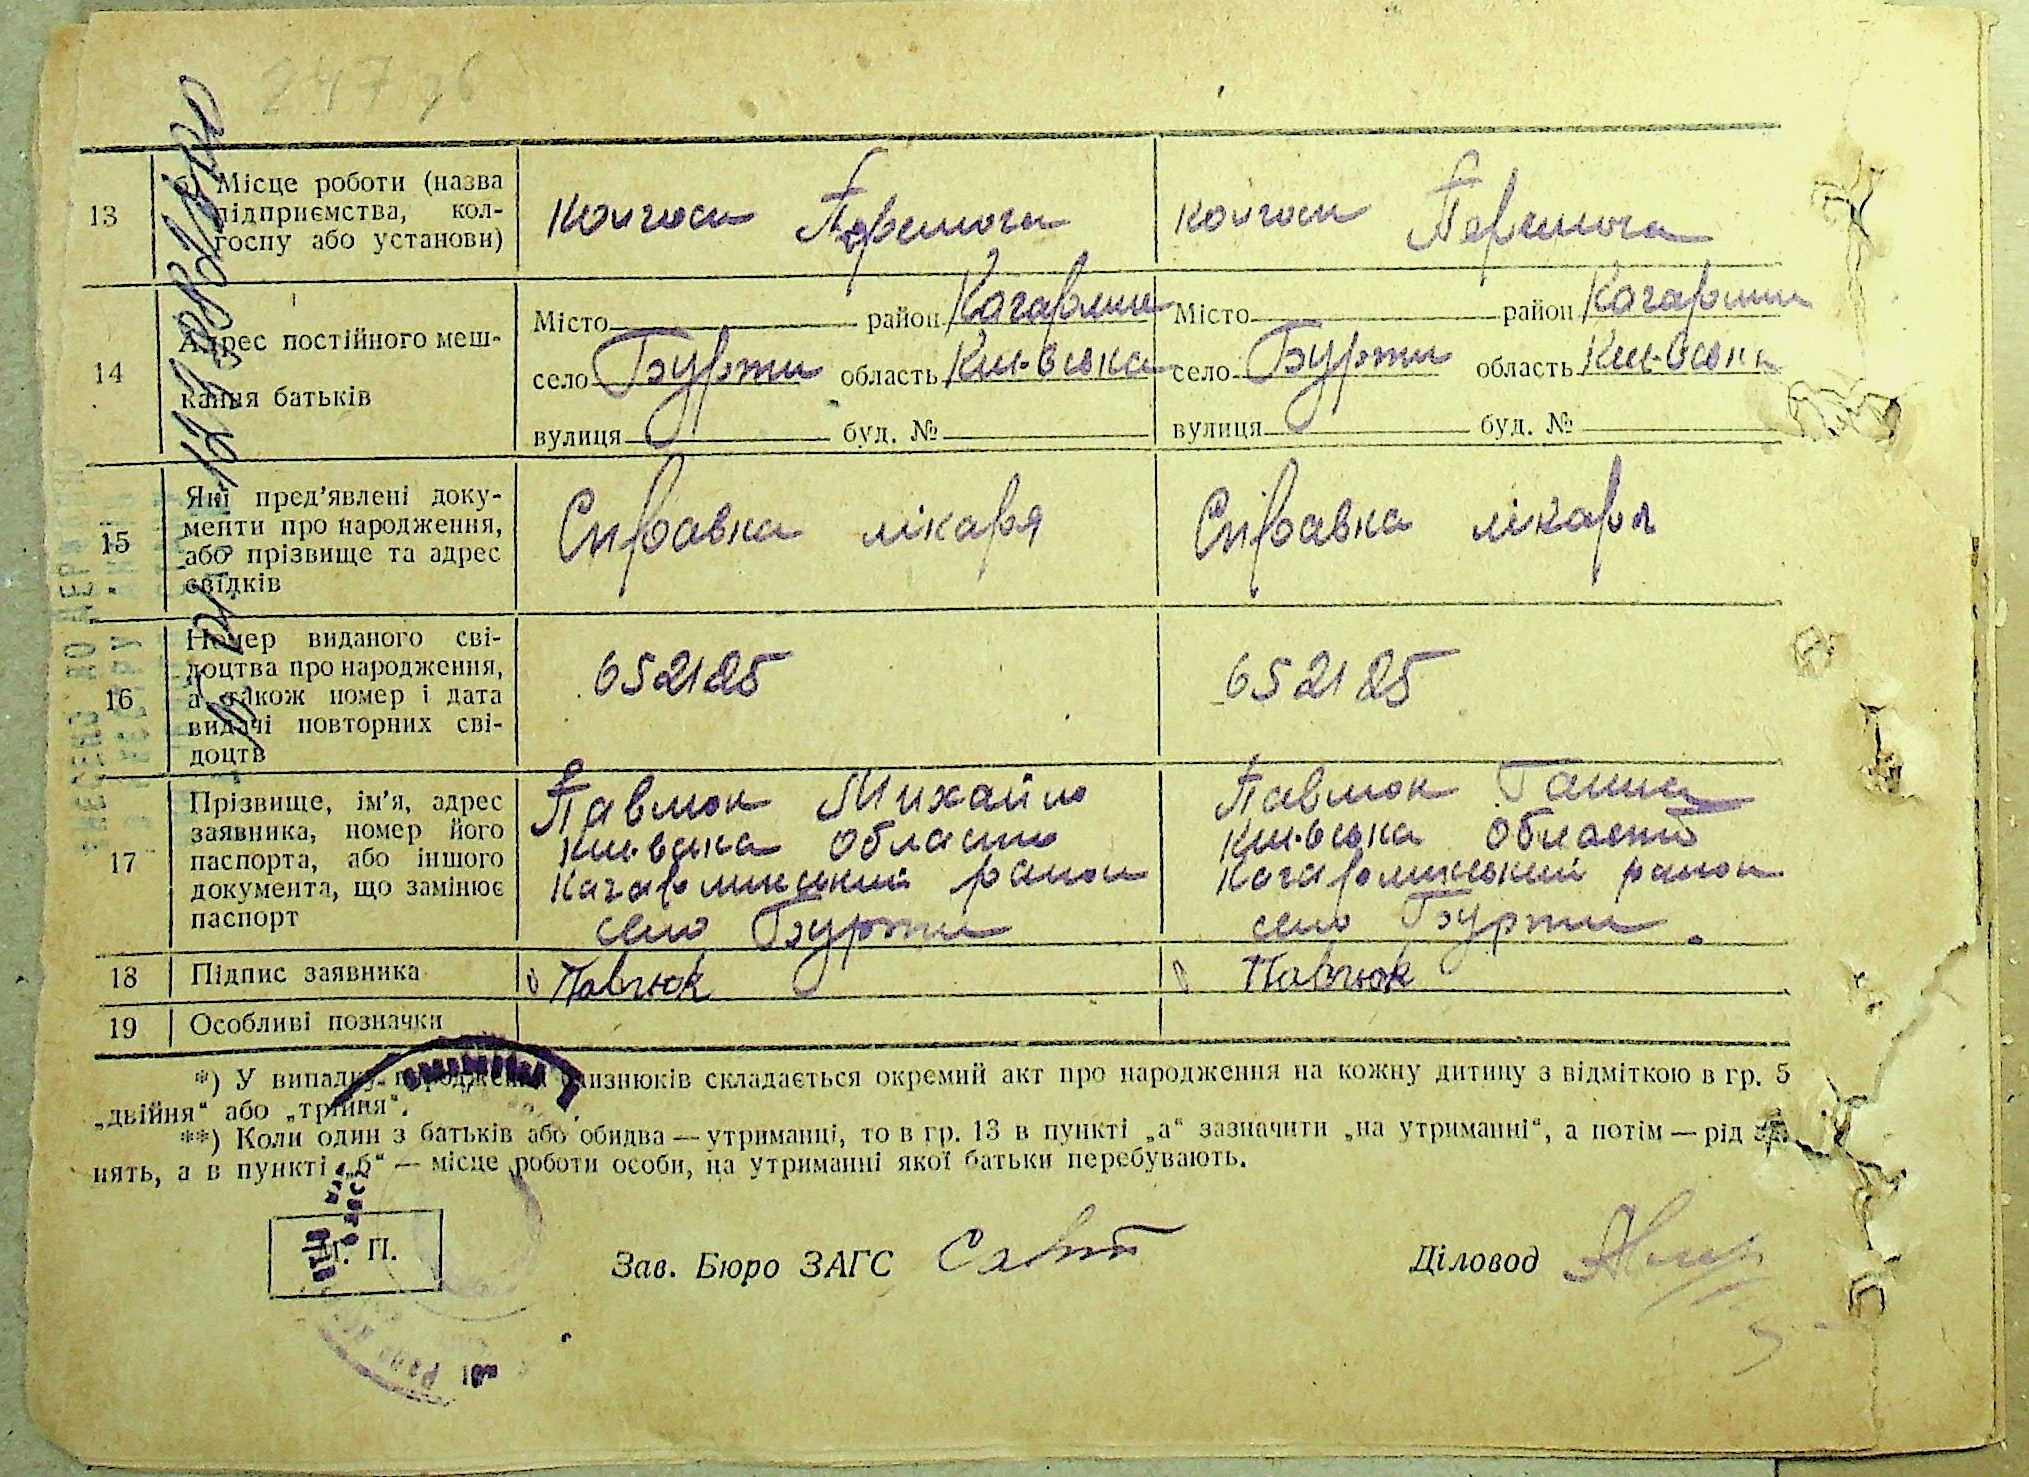 247
13 б) Місце роботи (назва
підприємства, кол-
госпу або установи)
колгосп Перемога
колгосп Перемога
14 Адрес постійного меш-
кання батьків
Місто район Кагарлик
село Бурти область Київська
вулиця буд. №
Місто район Кагарлик
село Бурти область Київська
вулиця буд. №
15 Які пред'явлені доку-
менти про народження,
або прізвище та адрес
свідків
Справка лікаря
Справка лікаря
16 Номер виданого сві-
доцтва про народження,
а також номер і дата
видачі повторних сві-
доцтв
652125
652125
17 Прізвище, ім'я, адрес
заявника, номер його
паспорта, або іншого
документа, що замінює
паспорт
Павлюк Михайло
Київська область
Кагарлицький район
село Бурти
Павлюк Ганна
Київська область
Кагарлицький район
село Бурти.
18 Підпис заявника
Павлюк
Павлюк
19 Особливі позначки
*) У випадку народження близнюків складається окремий акт про народження на кожну дитину з відміткою в гр. 5
„двійня“ або „трійня“.
**) Коли один з батьків або обидва — утриманці, то в гр. 13 в пункті „а“ зазначити „на утриманні“, а потім — рід за-
нять, а в пункті „б“ — місце роботи особи, на утриманні якої батьки перебувають.
М. П.
Зав. Бюро ЗАГС
Діловод